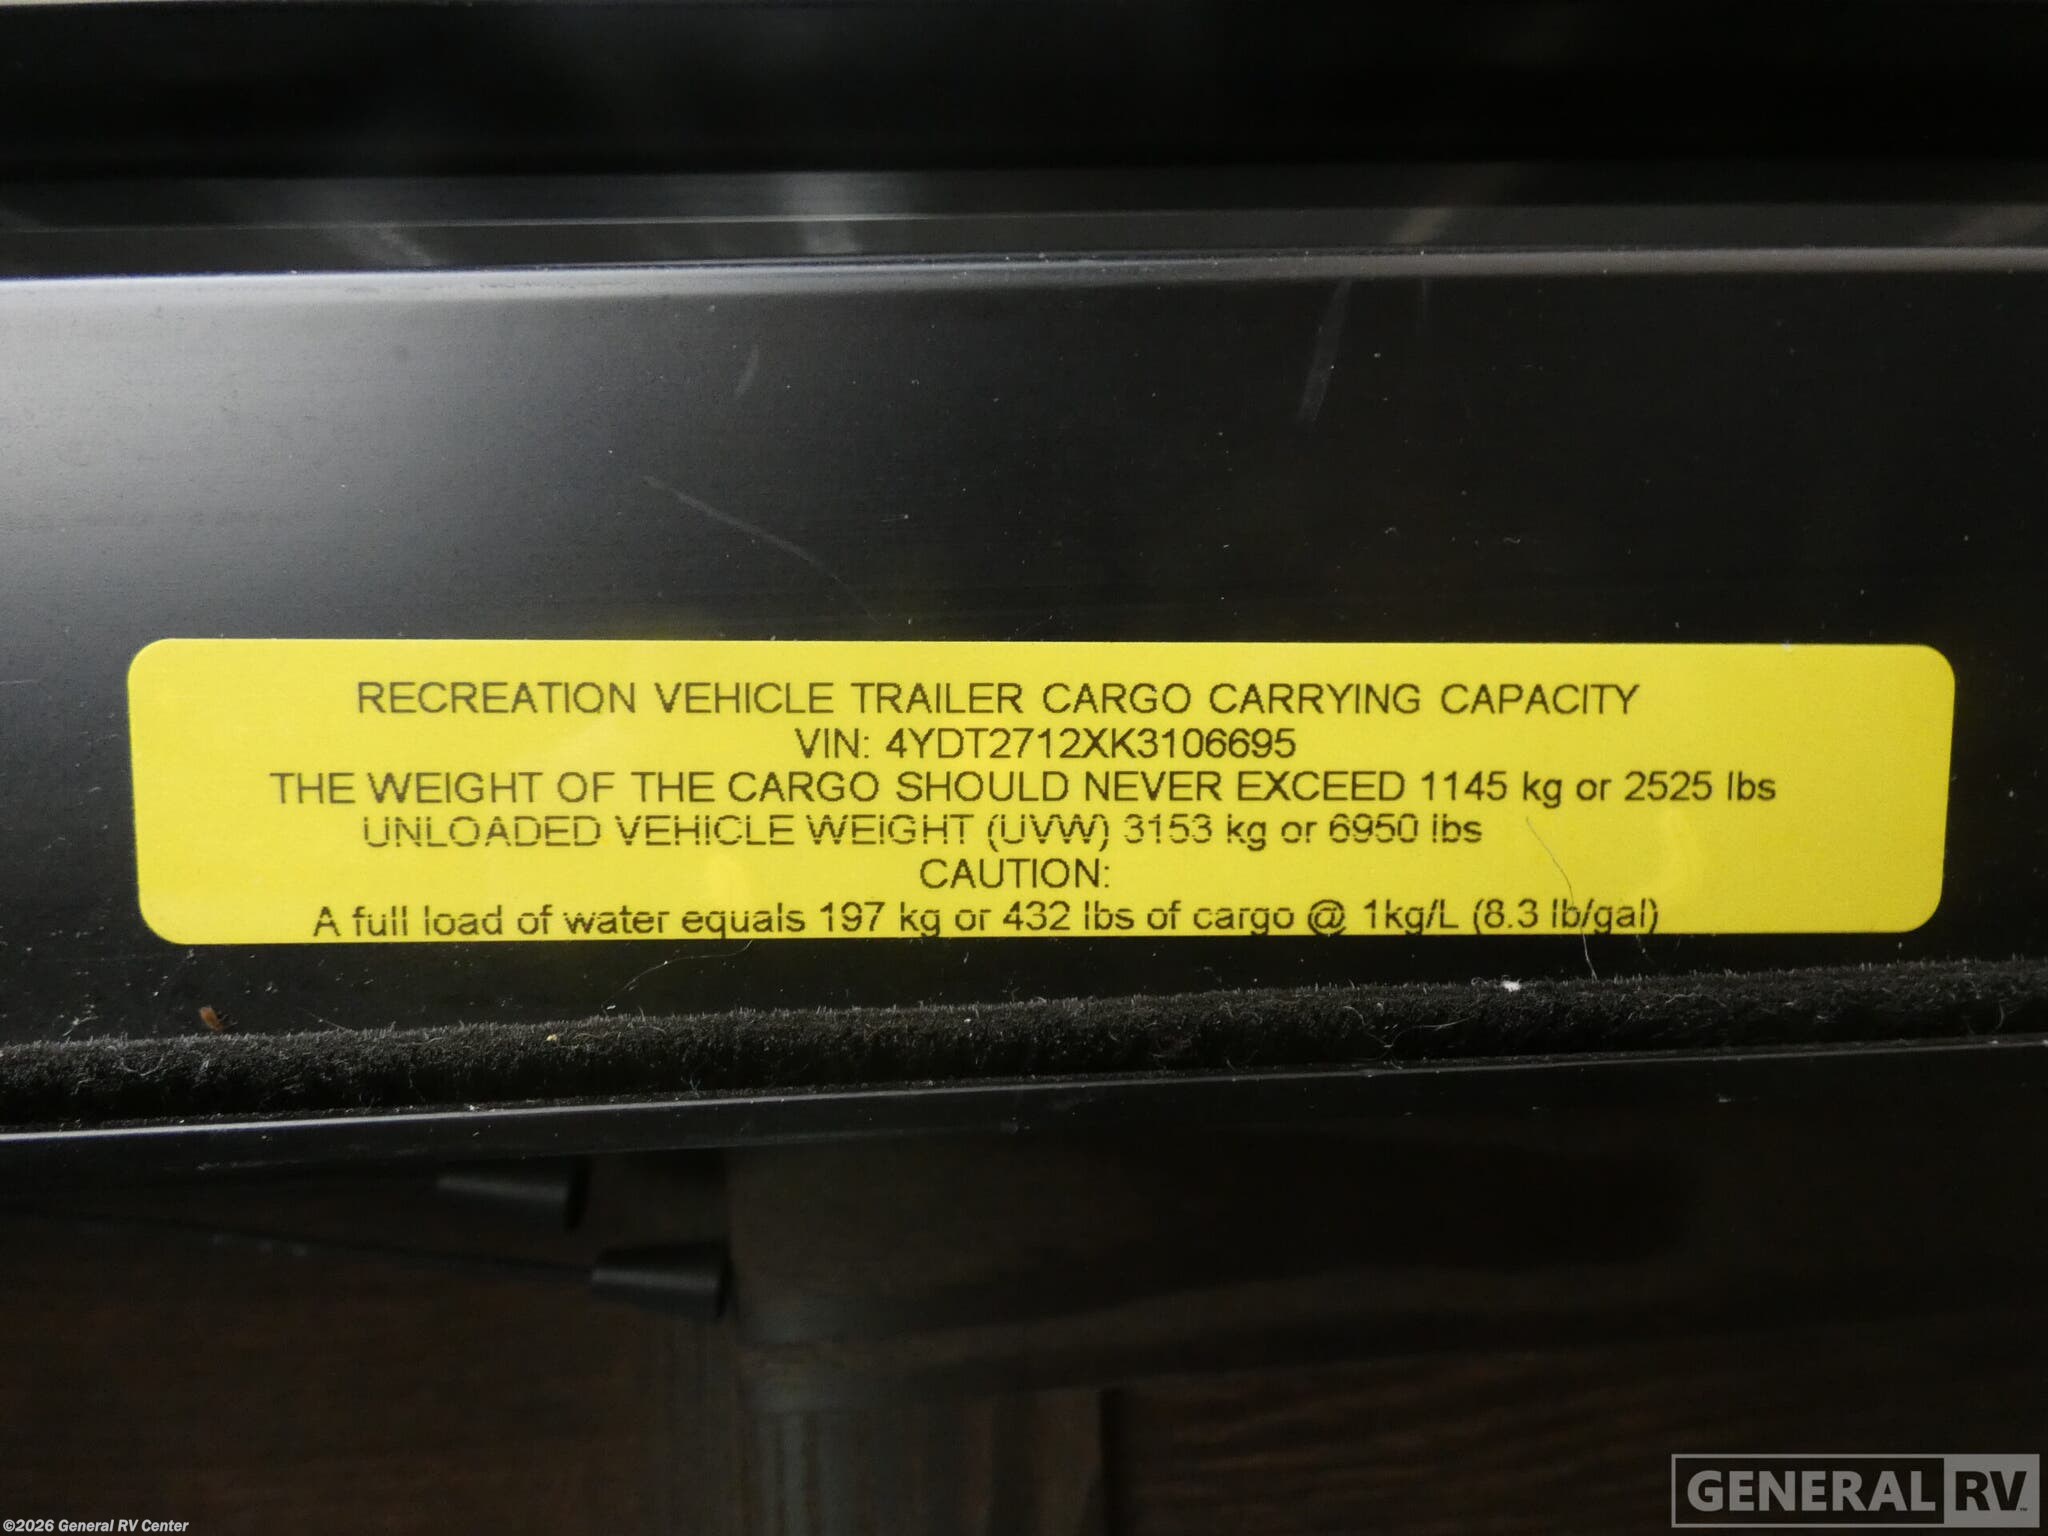 RECREATION VEHICLE TRAILER CARGO CARRYING CAPACITY
VIN: 4YDT2712XK3106695
THE WEIGHT OF THE CARGO SHOULD NEVER EXCEED 1145 kg or 2525 lbs
UNLOADED VEHICLE WEIGHT (UVW) 3153 kg or 6950 lbs
CAUTION:
A full load of water equals 197 kg or 432 lbs of cargo @ 1kg/L (8.3 lb/gal)
GENERAL RV™
©2026 General RV Center